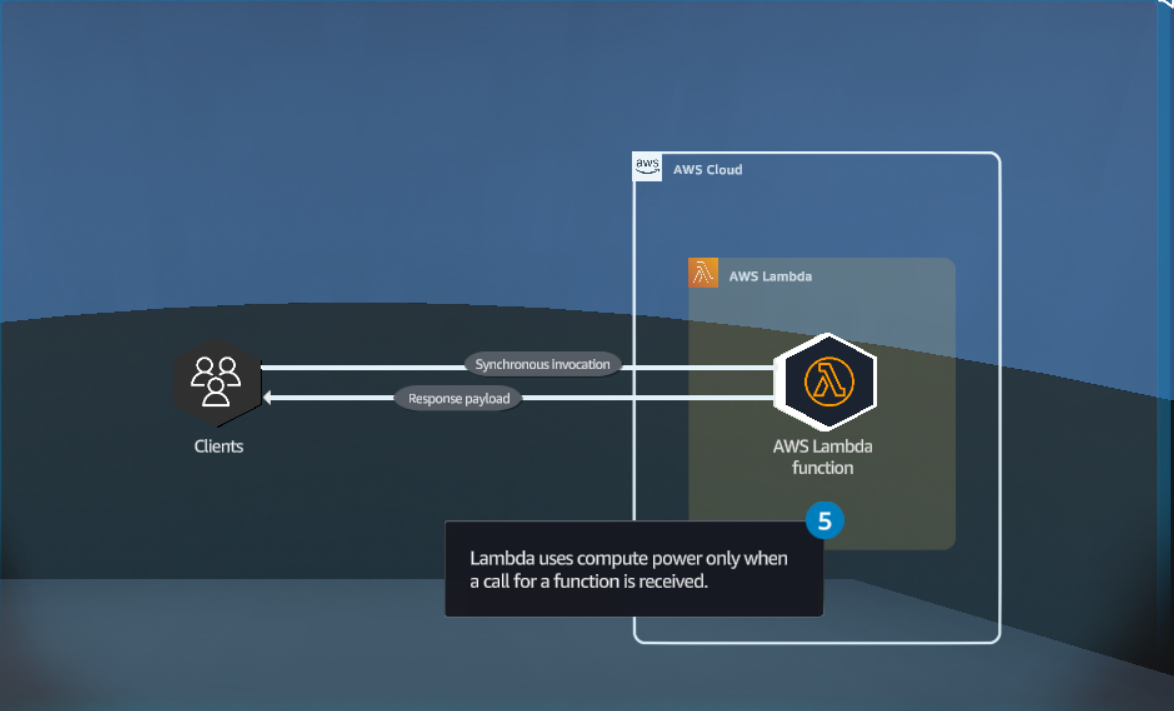 aws
AWS Cloud
AWS Lambda
Synchronous invocation
Response payload
Clients
AWS Lambda
function
5
Lambda uses compute power only when
a call for a function is received.